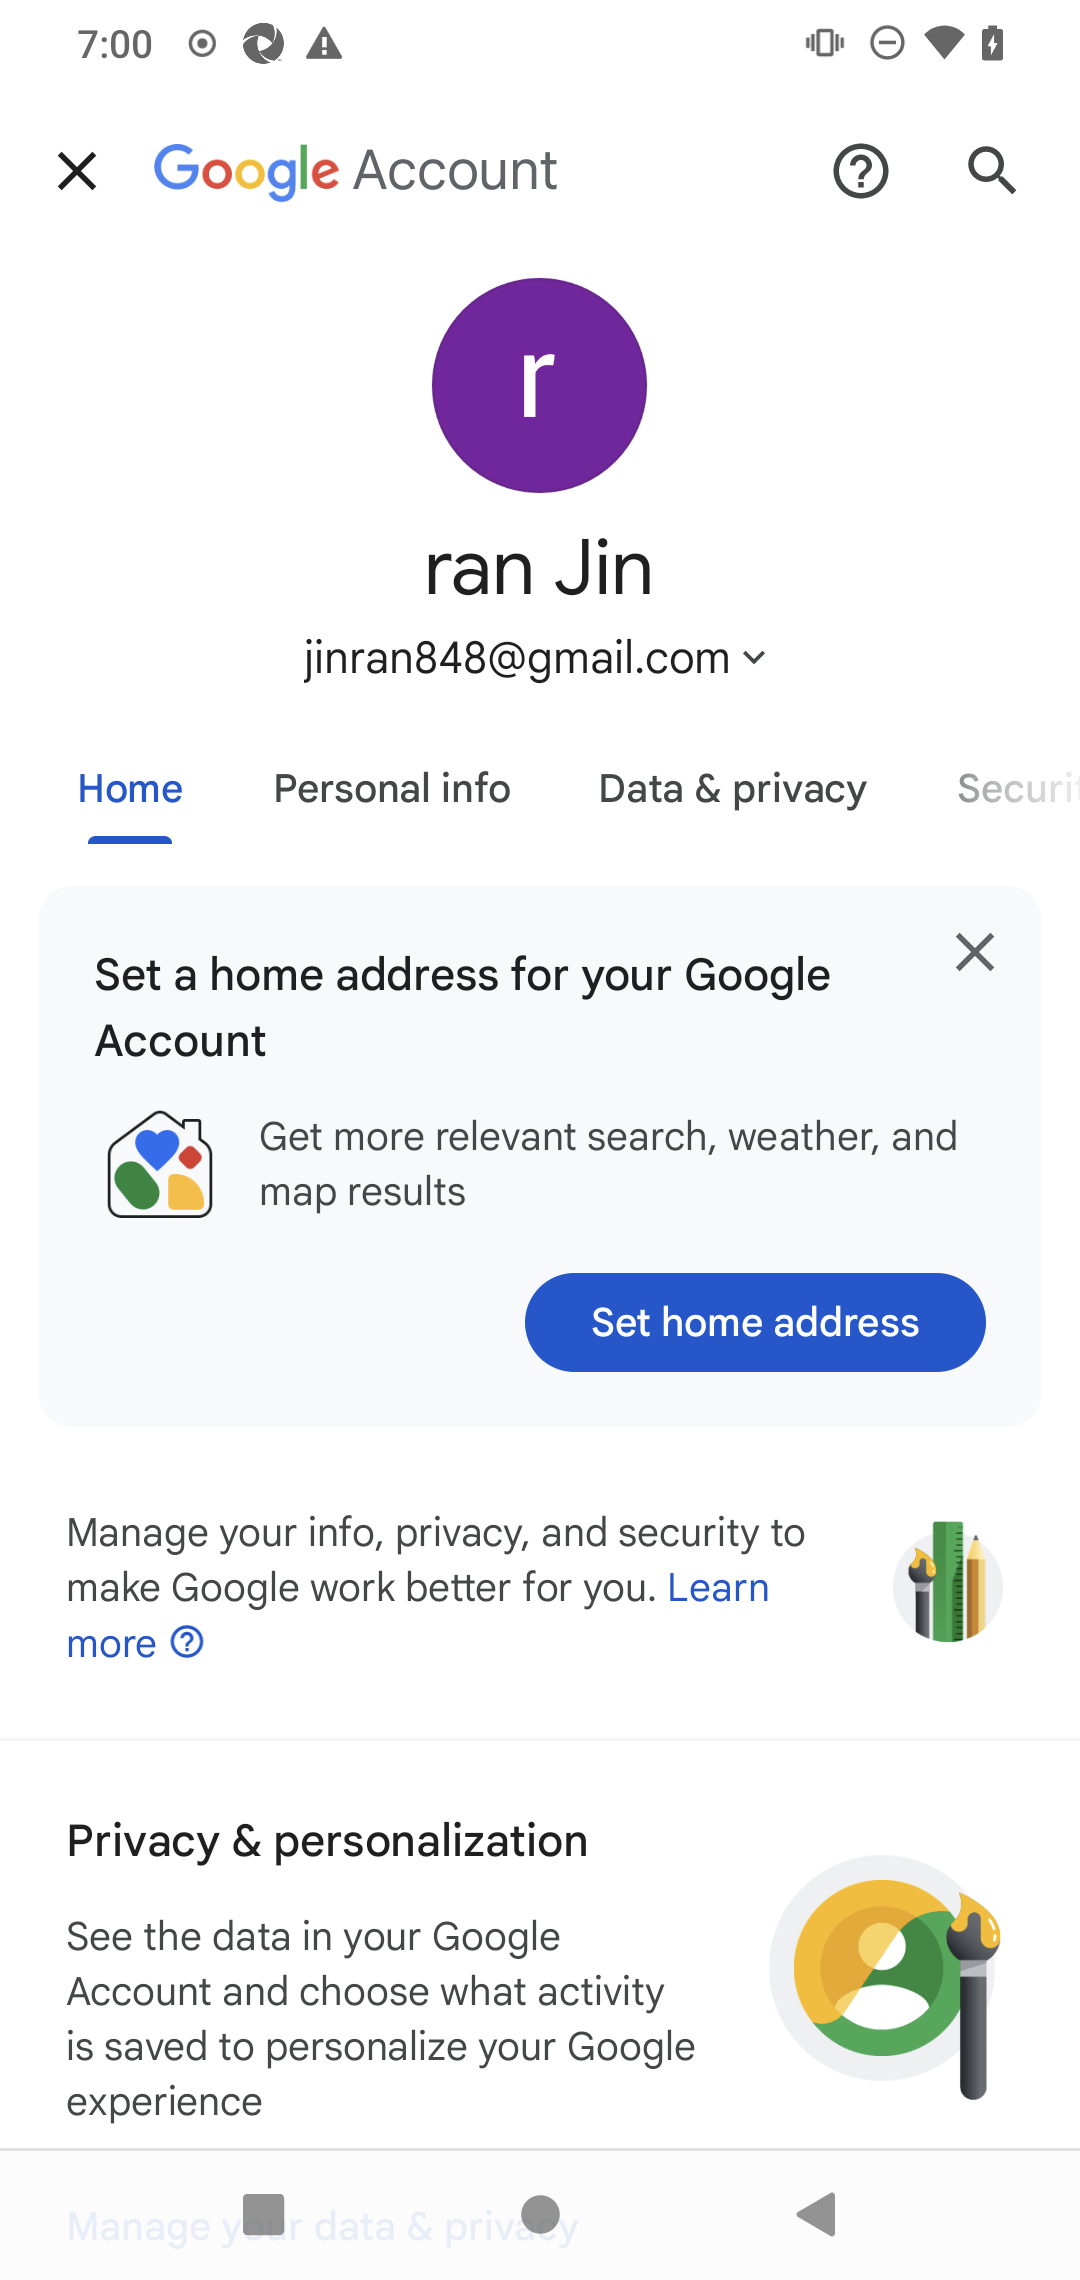 7:00
Google Account
r
ran Jin
jinran848@gmail.com
Home Personal info Data & privacy Securit
Set a home address for your Google
Account
Get more relevant search, weather, and
map results
Set home address
Manage your info, privacy, and security to
make Google work better for you. Learn
more
Privacy & personalization
See the data in your Google
Account and choose what activity
is saved to personalize your Google
experience
Manage your data & privacy